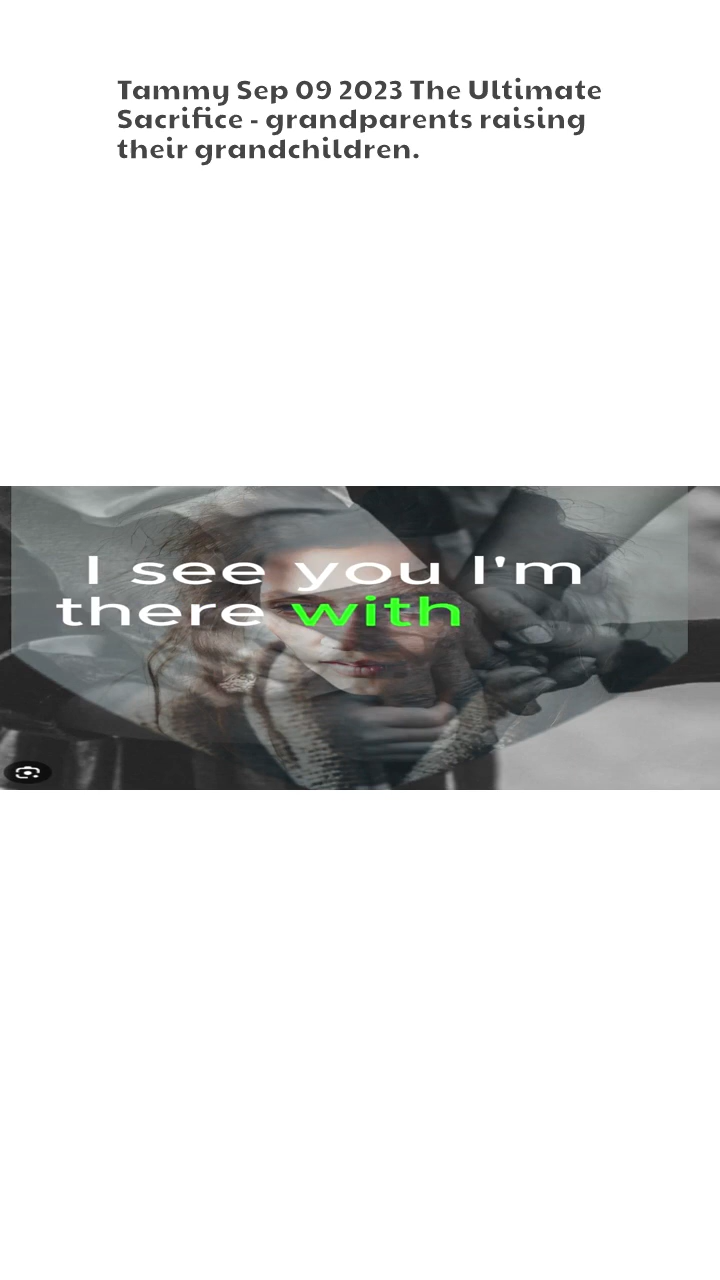 Tammy Sep 09 2023 The Ultimate
Sacrifice - grandparents raising
their grandchildren.
I see you I'm
there with